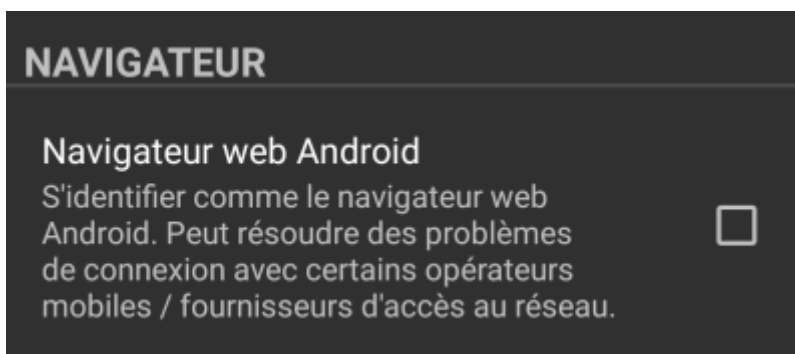 NAVIGATEUR
Navigateur web Android
S'identifier comme le navigateur web
Android. Peut résoudre des problèmes
de connexion avec certains opérateurs
mobiles / fournisseurs d'accès au réseau.